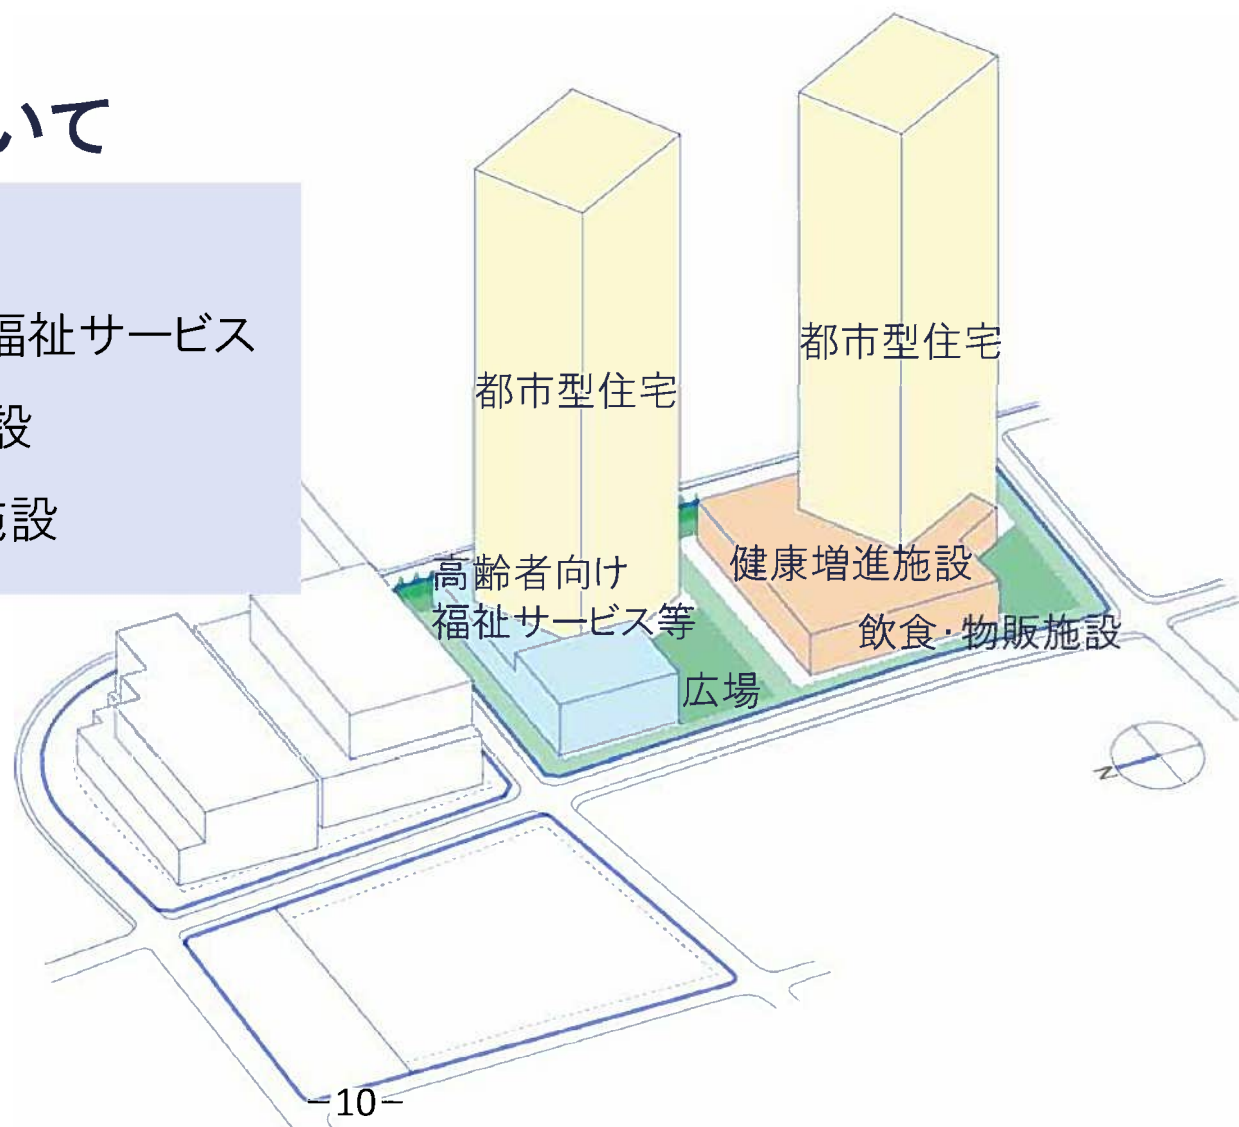 いて
福祉サービス
設
施設
都市型住宅
都市型住宅
高齢者向け
福祉サービス等
健康増進施設
飲食・物販施設
広場
N
－10－